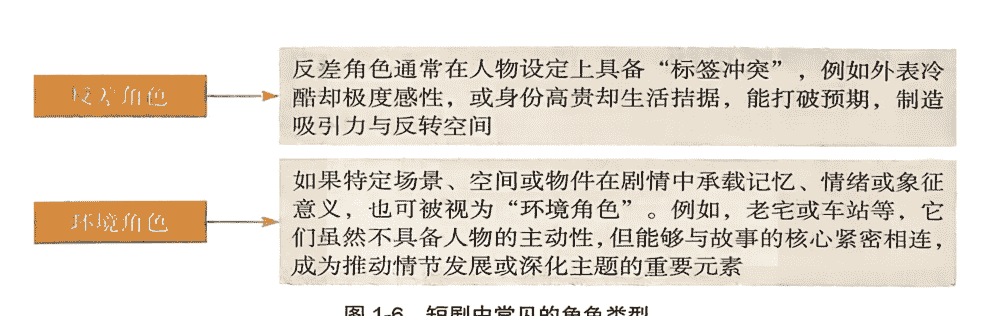 反差角色
反差角色通常在人物设定上具备“标签冲突”，例如外表冷
酷却极度感性，或身份高贵却生活拮据，能打破预期，制造
吸引力与反转空间
环境角色
如果特定场景、空间或物件在剧情中承载记忆、情绪或象征
意义，也可被视为“环境角色”。例如，老宅或车站等，它
们虽然不具备人物的主动性，但能够与故事的核心紧密相连，
成为推动情节发展或深化主题的重要元素
图 1-6 短剧中常见的角色类型